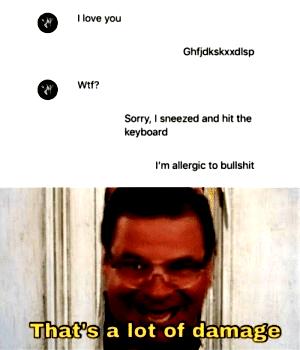 I love you
Ghfjdkskxxdlsp
Wtf?
Sorry, I sneezed and hit the
keyboard
I'm allergic to bullshit
That's a lot of damage